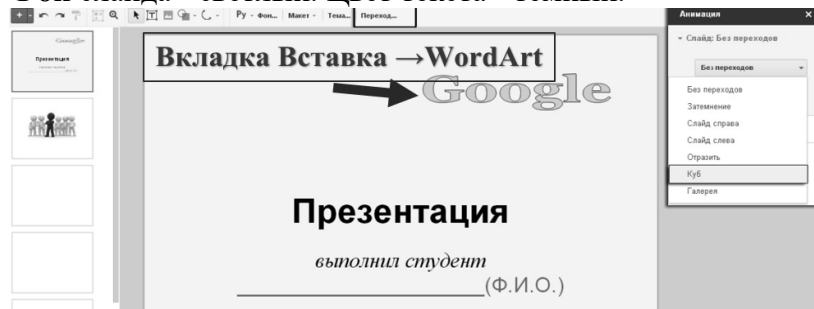 Фон слайда – светлый. Цвет текста – темный.
Ру - Фон... Макет - Тема... Переход...
Анимация
Слайд: Без переходов
Без переходов
Без переходов
Затемнение
Слайд справа
Слайд слева
Отразить
Куб
Галерея
Вкладка Вставка →WordArt
Google
Презентация
выполнил студент
(Ф.И.О.)
Google
Презентация